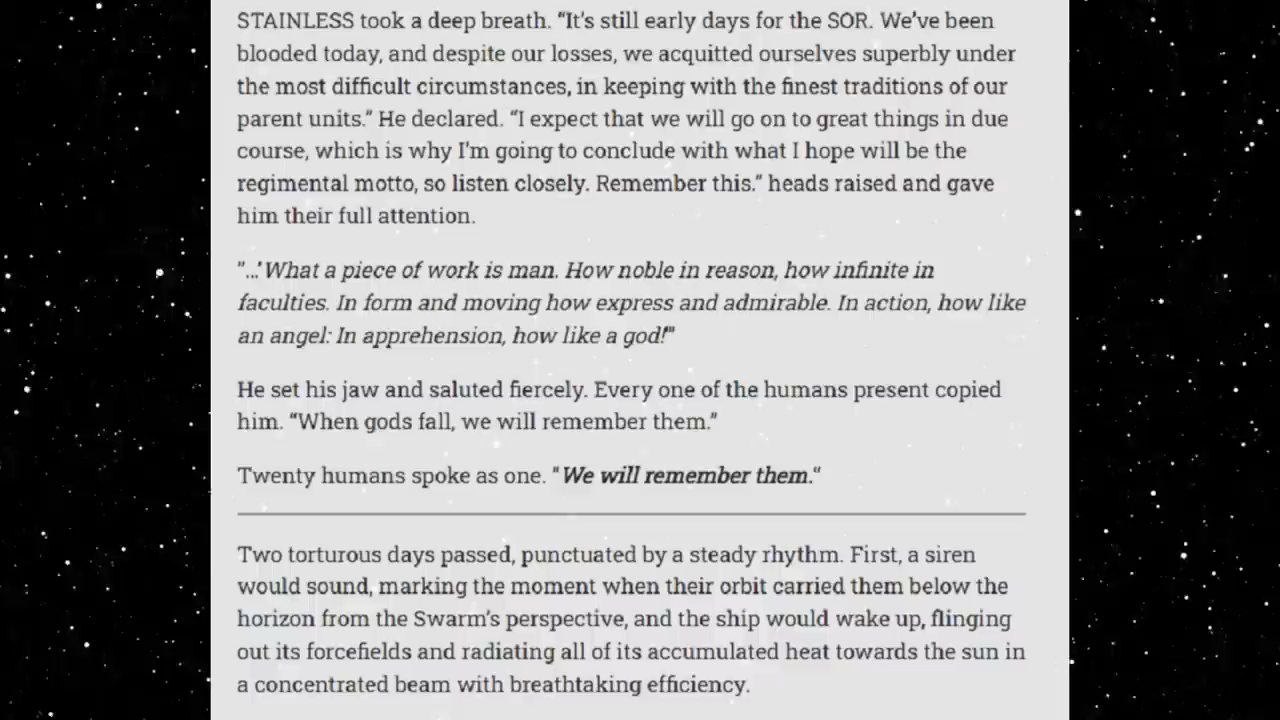 STAINLESS took a deep breath. “It’s still early days for the SOR. We’ve been
blooded today, and despite our losses, we acquitted ourselves superbly under
the most difficult circumstances, in keeping with the finest traditions of our
parent units.” He declared. “I expect that we will go on to great things in due
course, which is why I’m going to conclude with what I hope will be the
regimental motto, so listen closely. Remember this.” heads raised and gave
him their full attention.
"…’What a piece of work is man. How noble in reason, how infinite in
faculties. In form and moving how express and admirable. In action, how like
an angel: In apprehension, how like a god!’"
He set his jaw and saluted fiercely. Every one of the humans present copied
him. “When gods fall, we will remember them.”
Twenty humans spoke as one. "We will remember them."
Two torturous days passed, punctuated by a steady rhythm. First, a siren
would sound, marking the moment when their orbit carried them below the
horizon from the Swarm’s perspective, and the ship would wake up, flinging
out its forcefields and radiating all of its accumulated heat towards the sun in
a concentrated beam with breathtaking efficiency.